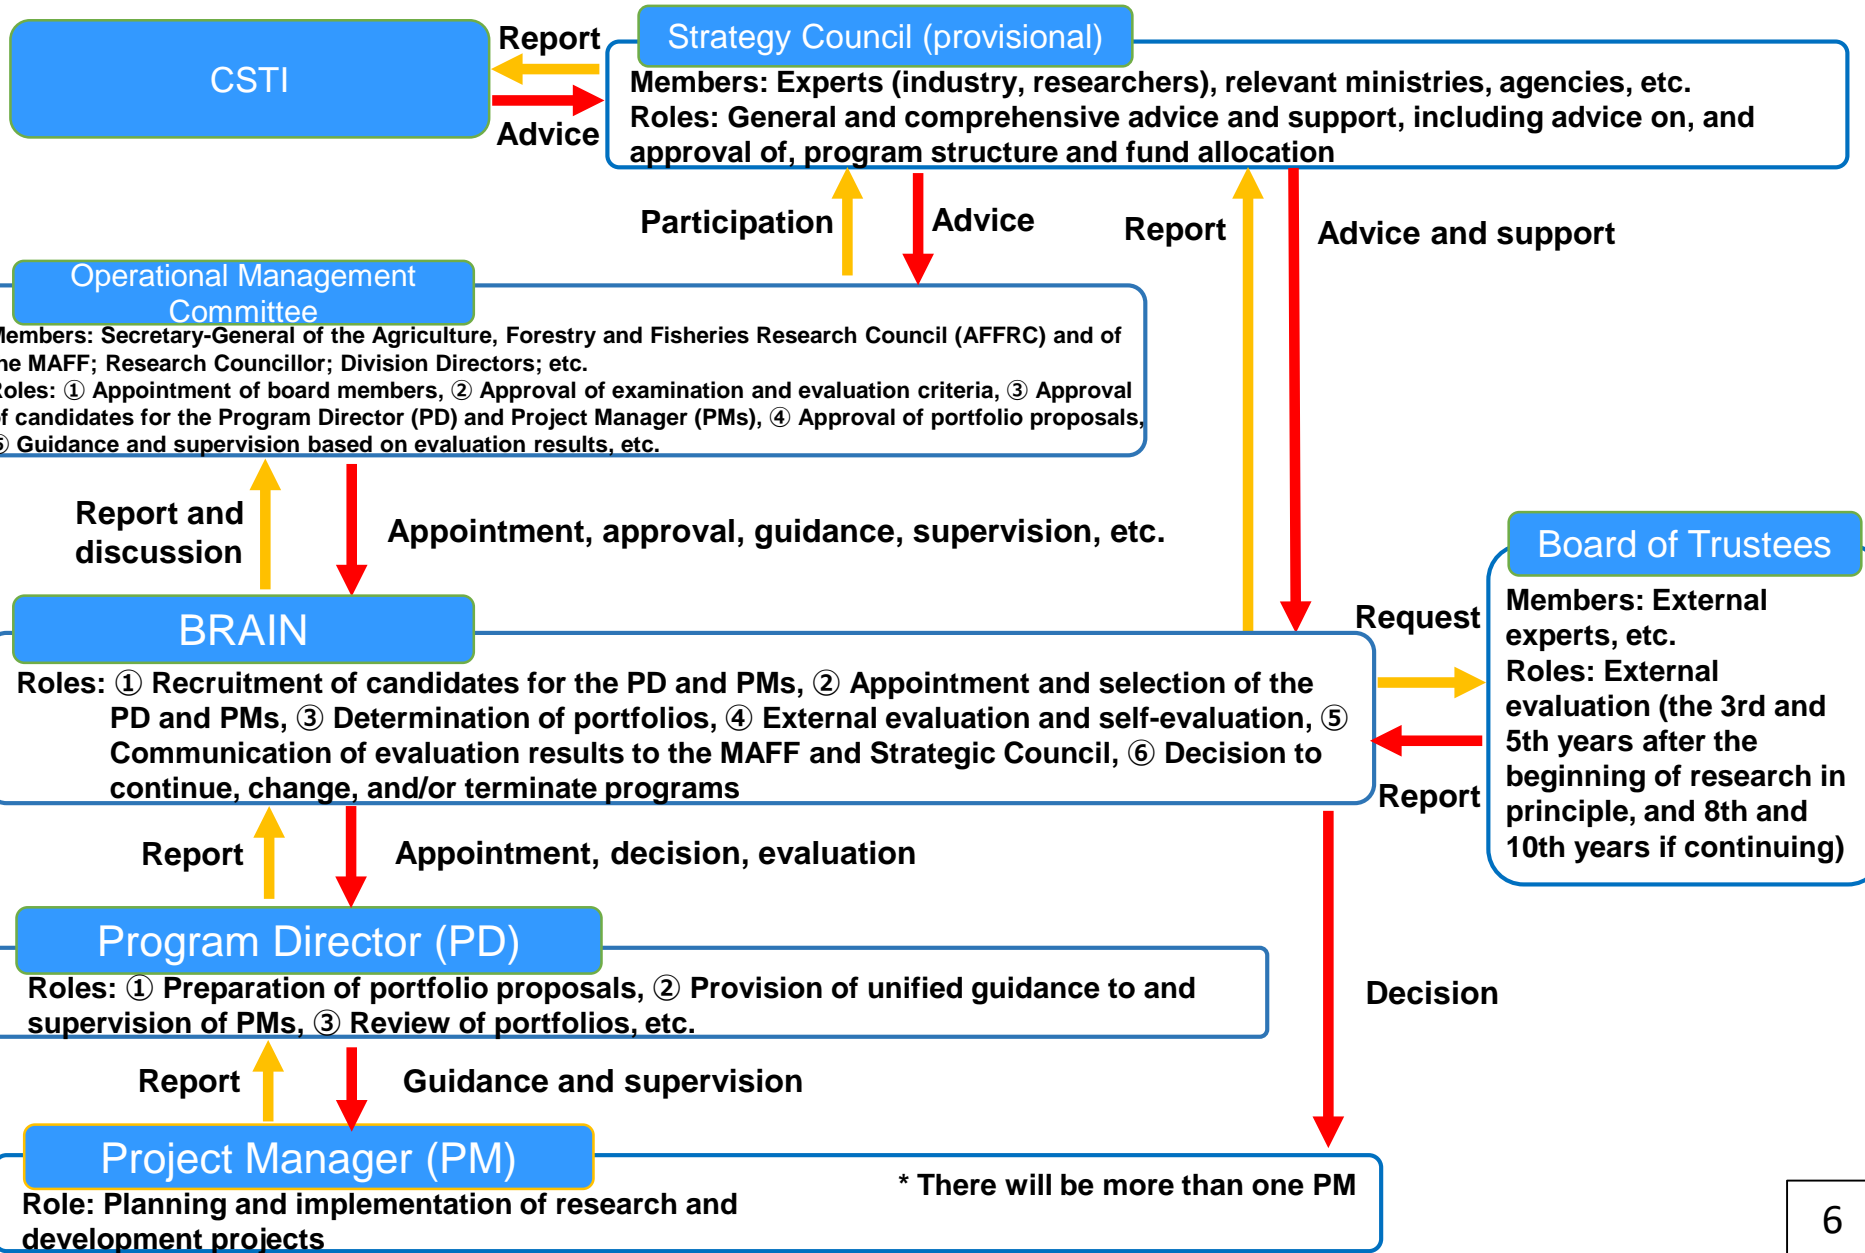 CSTI
Report
Advice
Strategy Council (provisional)
Members: Experts (industry, researchers), relevant ministries, agencies, etc.
Roles: General and comprehensive advice and support, including advice on, and
approval of, program structure and fund allocation
Participation
Advice
Report
Advice and support
Operational Management
Committee
Members: Secretary-General of the Agriculture, Forestry and Fisheries Research Council (AFFRC) and of
the MAFF; Research Councillor; Division Directors; etc.
Roles: ① Appointment of board members, ② Approval of examination and evaluation criteria, ③ Approval
of candidates for the Program Director (PD) and Project Manager (PMs), ④ Approval of portfolio proposals,
⑤ Guidance and supervision based on evaluation results, etc.
Report and
discussion
Appointment, approval, guidance, supervision, etc.
Board of Trustees
Members: External
experts, etc.
Roles: External
evaluation (the 3rd and
5th years after the
beginning of research in
principle, and 8th and
10th years if continuing)
Request
Report
BRAIN
Roles: ① Recruitment of candidates for the PD and PMs, ② Appointment and selection of the
PD and PMs, ③ Determination of portfolios, ④ External evaluation and self-evaluation, ⑤
Communication of evaluation results to the MAFF and Strategic Council, ⑥ Decision to
continue, change, and/or terminate programs
Report
Appointment, decision, evaluation
Program Director (PD)
Roles: ① Preparation of portfolio proposals, ② Provision of unified guidance to and
supervision of PMs, ③ Review of portfolios, etc.
Decision
Report
Guidance and supervision
Project Manager (PM)
* There will be more than one PM
Role: Planning and implementation of research and
development projects
6